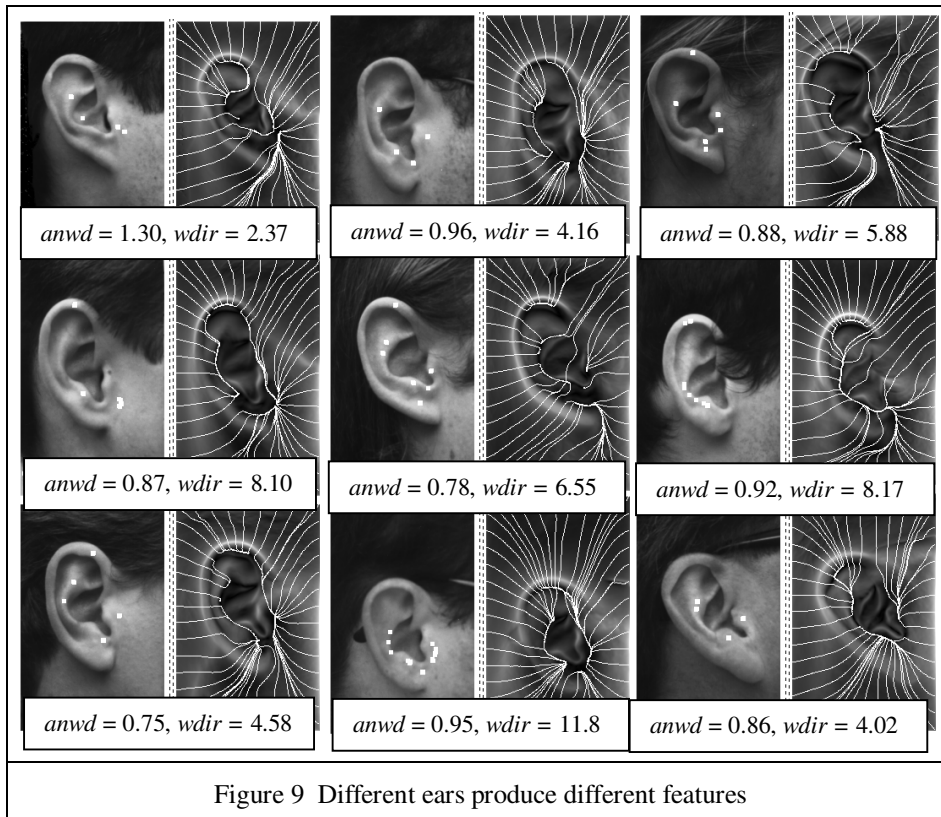 anwd = 1.30, wdir = 2.37
anwd = 0.96, wdir = 4.16
anwd = 0.88, wdir = 5.88
anwd = 0.87, wdir = 8.10
anwd = 0.78, wdir = 6.55
anwd = 0.92, wdir = 8.17
anwd = 0.75, wdir = 4.58
anwd = 0.95, wdir = 11.8
anwd = 0.86, wdir = 4.02
Figure 9 Different ears produce different features